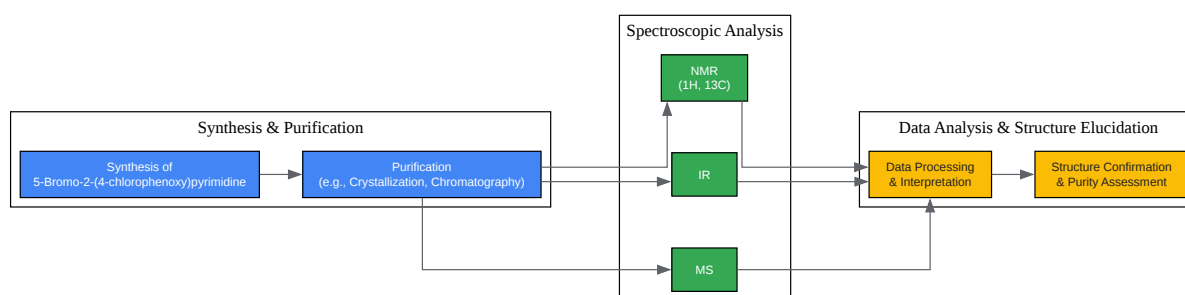 Spectroscopic Analysis
NMR
(1H, 13C)
Synthesis & Purification
Data Analysis & Structure Elucidation
Synthesis of
5-Bromo-2-(4-chlorophenoxy)pyrimidine
Purification
(e.g., Crystallization, Chromatography)
IR
Data Processing
& Interpretation
Structure Confirmation
& Purity Assessment
MS